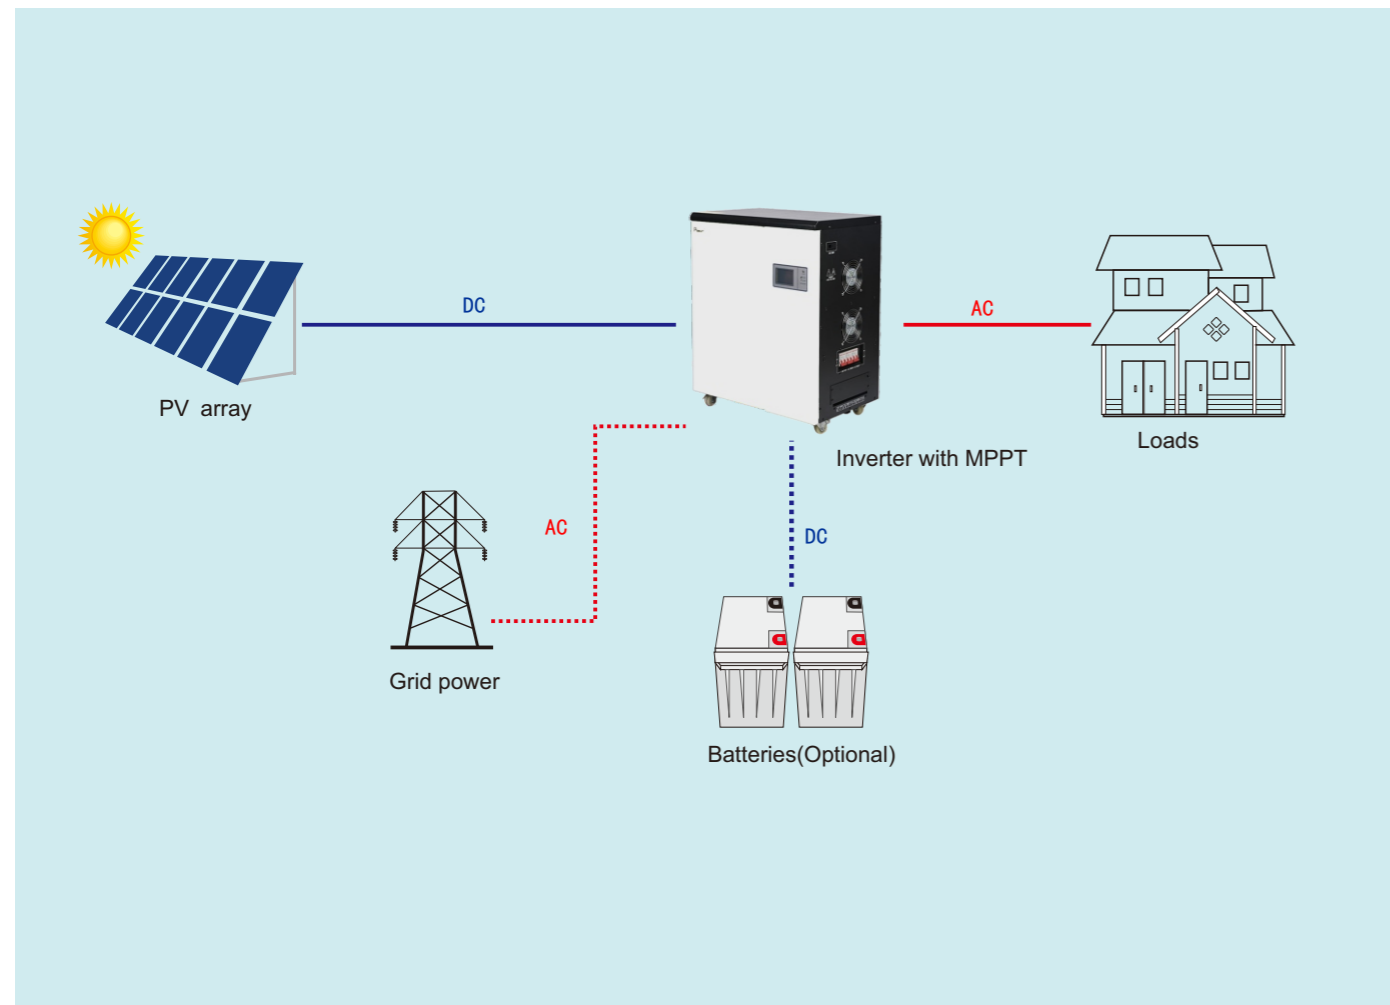 DC
AC
PV array
Loads
Inverter with MPPT
AC
DC
Grid power
Batteries(Optional)